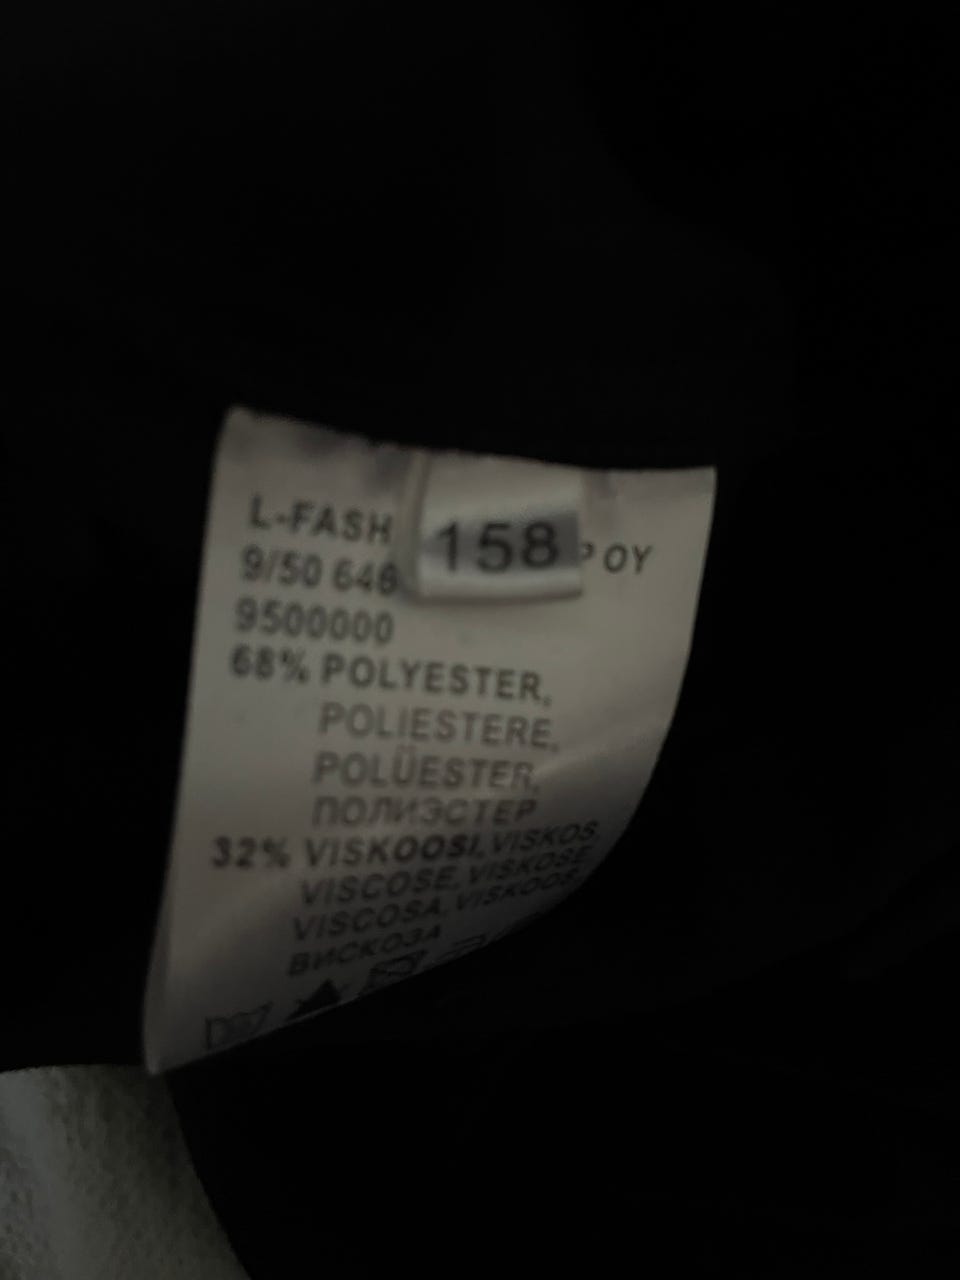 L-FASH 158 P OY
9/50 646
9500000
68% POLYESTER,
POLIESTERE,
POLÜESTER,
ПОЛИЭСТЕР
32% VISKOOSI, VISKOS,
VISCOSE, VISKOSE,
VISCOSA, VISKOOS,
ВИСКОЗА